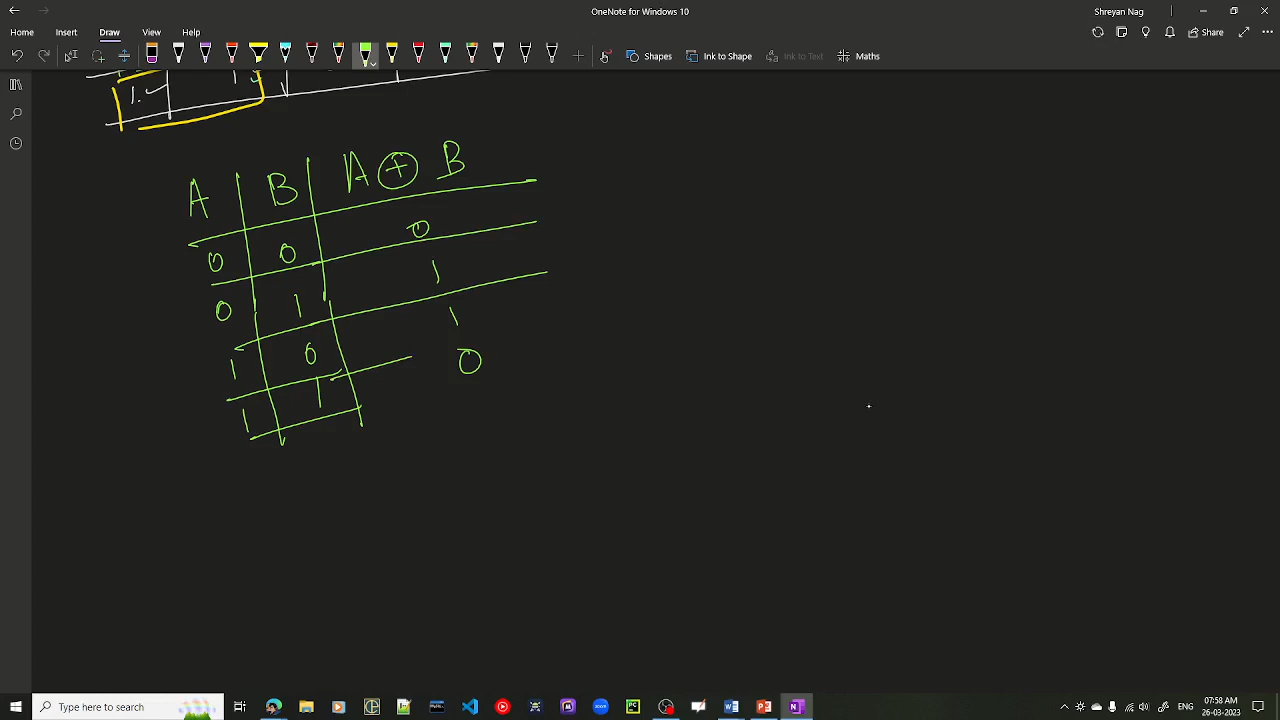 OneNote for Windows 10
Shreyan Nag
Home Insert Draw View Help
Share
Shapes
Ink to Shape
Ink to Text
Maths
1. 1
A B A ⊕ B
0 0 0
0 1 1
1 0 1
1 1 0
Type here to search
07:58 AM
26-03-2023